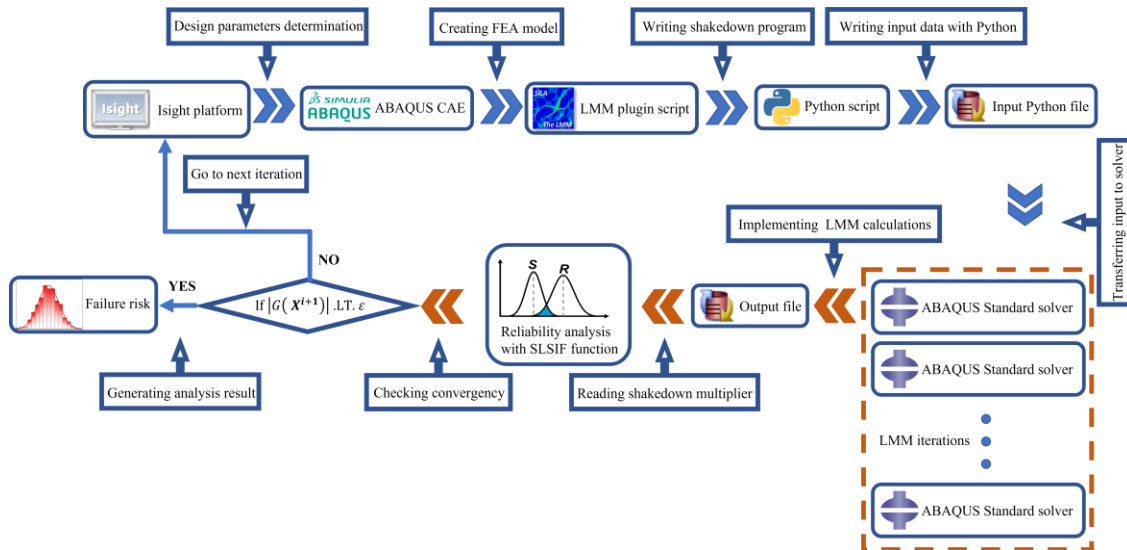 Design parameters determination
Creating FEA model
Writing shakedown program
Writing input data with Python
Isight
Isight platform
SIMULIA
ABAQUS
ABAQUS CAE
SILA
The LMM
LMM plugin script
Python script
Input Python file
Transferring input to solver
Go to next iteration
Implementing LMM calculations
NO
YES
Failure risk
If |G(X^{i+1})| .LT. ε
S
R
Reliability analysis
with SLSIF function
Output file
ABAQUS Standard solver
ABAQUS Standard solver
Generating analysis result
Checking convergency
Reading shakedown multiplier
LMM iterations
ABAQUS Standard solver